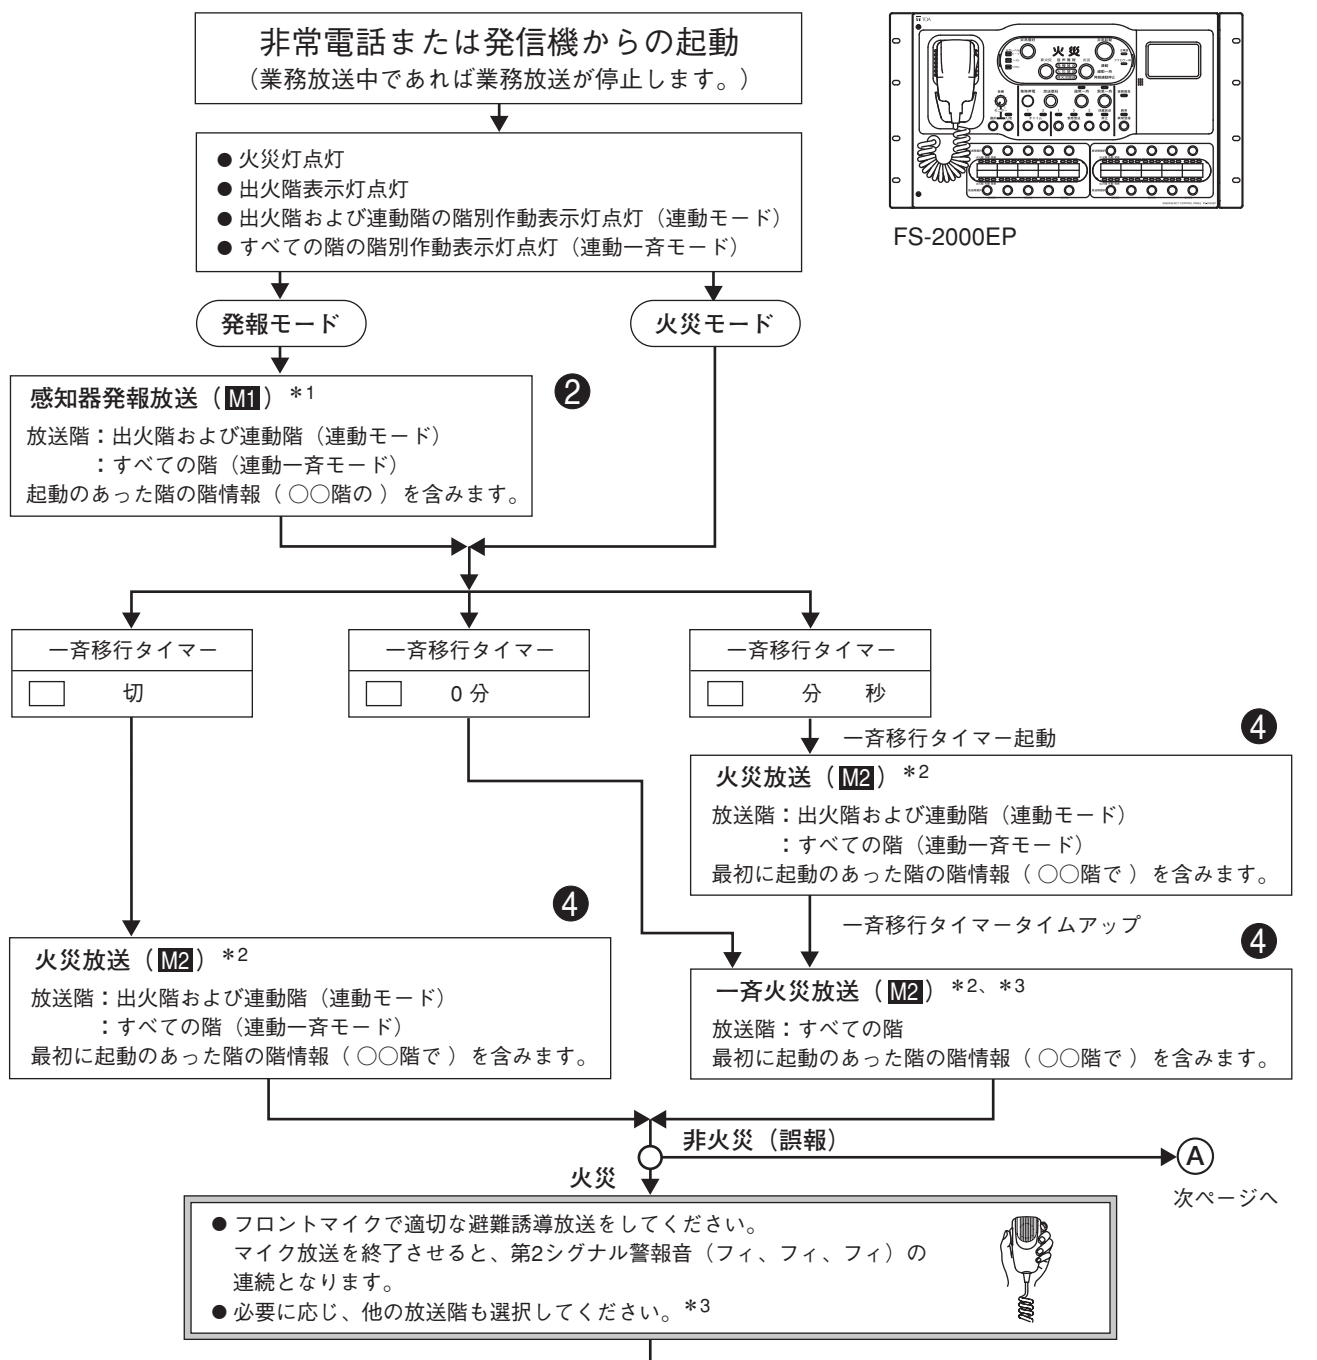 非常電話または発信機からの起動
（業務放送中であれば業務放送が停止します。）
TOA
火災
FS-2000EP
● 火災灯点灯
● 出火階表示灯点灯
● 出火階および連動階の階別作動表示灯点灯（連動モード）
● すべての階の階別作動表示灯点灯（連動一斉モード）
発報モード
火災モード
感知器発報放送（M1）＊1
❷
放送階：出火階および連動階（連動モード）
：すべての階（連動一斉モード）
起動のあった階の階情報（ ○○階の ）を含みます。
一斉移行タイマー
切
一斉移行タイマー
0 分
一斉移行タイマー
分 秒
一斉移行タイマー起動
❹
火災放送（M2）＊2
放送階：出火階および連動階（連動モード）
：すべての階（連動一斉モード）
最初に起動のあった階の階情報（ ○○階で ）を含みます。
一斉移行タイマータイムアップ
❹
火災放送（M2）＊2
放送階：出火階および連動階（連動モード）
：すべての階（連動一斉モード）
最初に起動のあった階の階情報（ ○○階で ）を含みます。
❹
一斉火災放送（M2）＊2、＊3
放送階：すべての階
最初に起動のあった階の階情報（ ○○階で ）を含みます。
非火災（誤報）
A
次ページへ
火災
● フロントマイクで適切な避難誘導放送をしてください。
マイク放送を終了させると、第2シグナル警報音（フィ、フィ、フィ）の
連続となります。
● 必要に応じ、他の放送階も選択してください。＊3